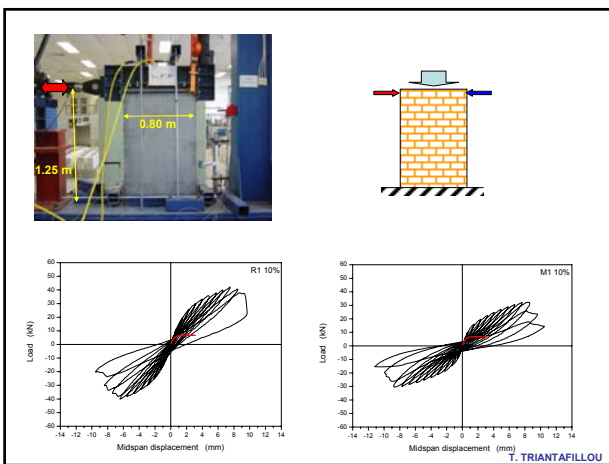 0.80 m
1.25 m
R1 10%
60
50
40
30
20
10
0
-10
-20
-30
-40
-50
-60
Load (kN)
-14 -12 -10 -8 -6 -4 -2 0 2 4 6 8 10 12 14
Midspan displacement (mm)
M1 10%
60
50
40
30
20
10
0
-10
-20
-30
-40
-50
-60
Load (kN)
-14 -12 -10 -8 -6 -4 -2 0 2 4 6 8 10 12 14
Midspan displacement (mm)
T. TRIANTAFILLOU